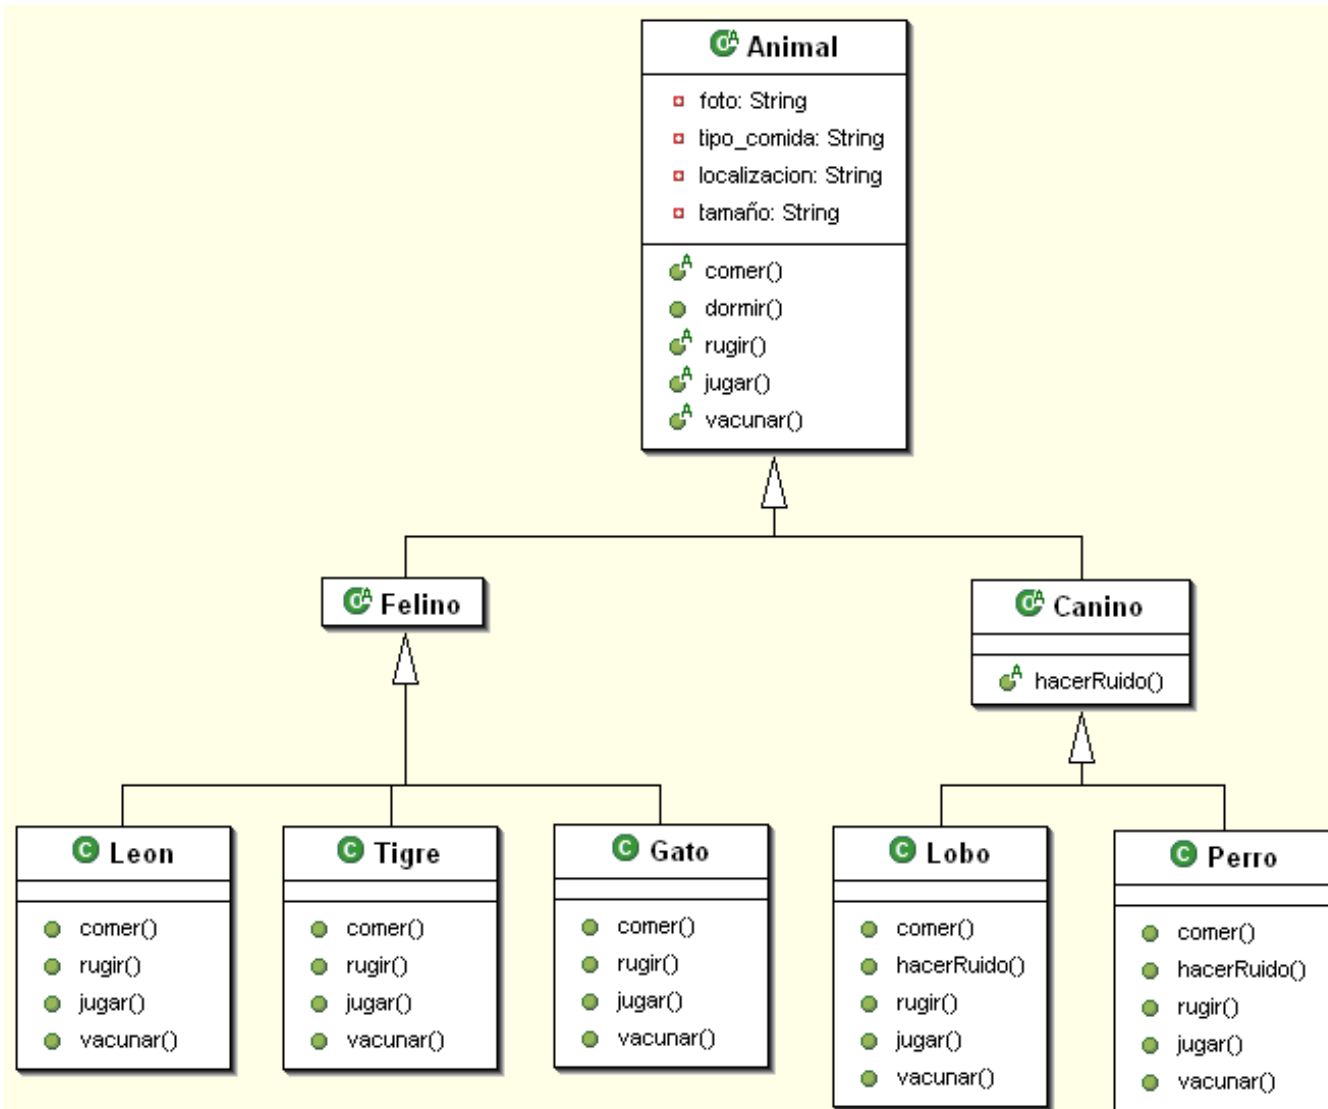 Animal
foto: String
tipo_comida: String
localizacion: String
tamaño: String
comer()
dormir()
rugir()
jugar()
vacunar()
Felino
Canino
hacerRuido()
Leon
comer()
rugir()
jugar()
vacunar()
Tigre
comer()
rugir()
jugar()
vacunar()
Gato
comer()
rugir()
jugar()
vacunar()
Lobo
comer()
hacerRuido()
rugir()
jugar()
vacunar()
Perro
comer()
hacerRuido()
rugir()
jugar()
vacunar()